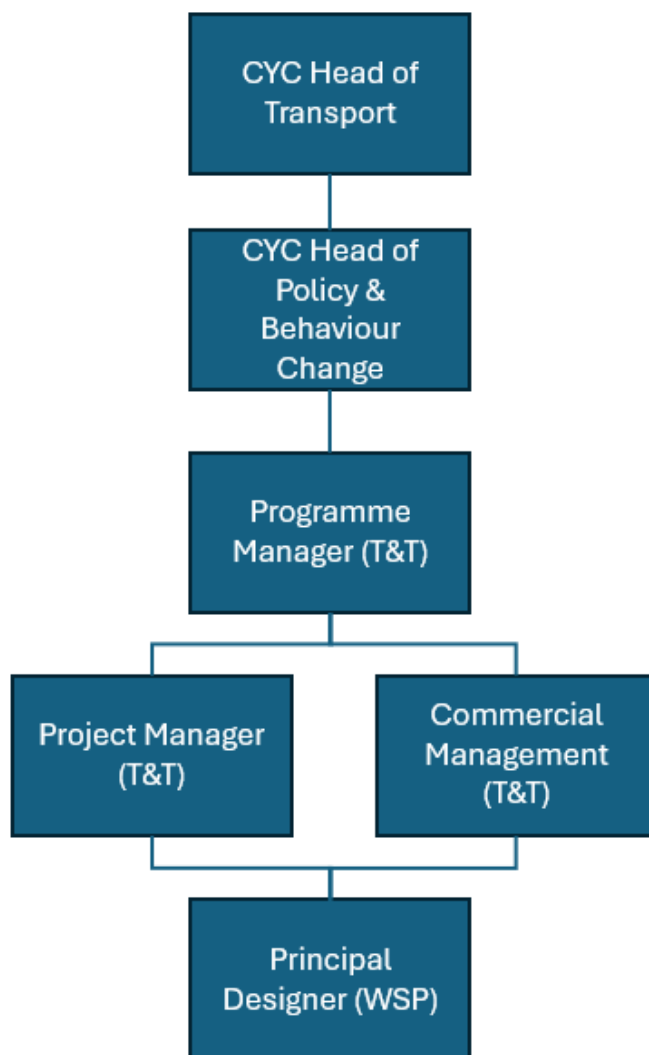 CYC Head of
Transport
CYC Head of
Policy &
Behaviour
Change
Programme
Manager (T&T)
Project Manager
(T&T)
Commercial
Management
(T&T)
Principal
Designer (WSP)